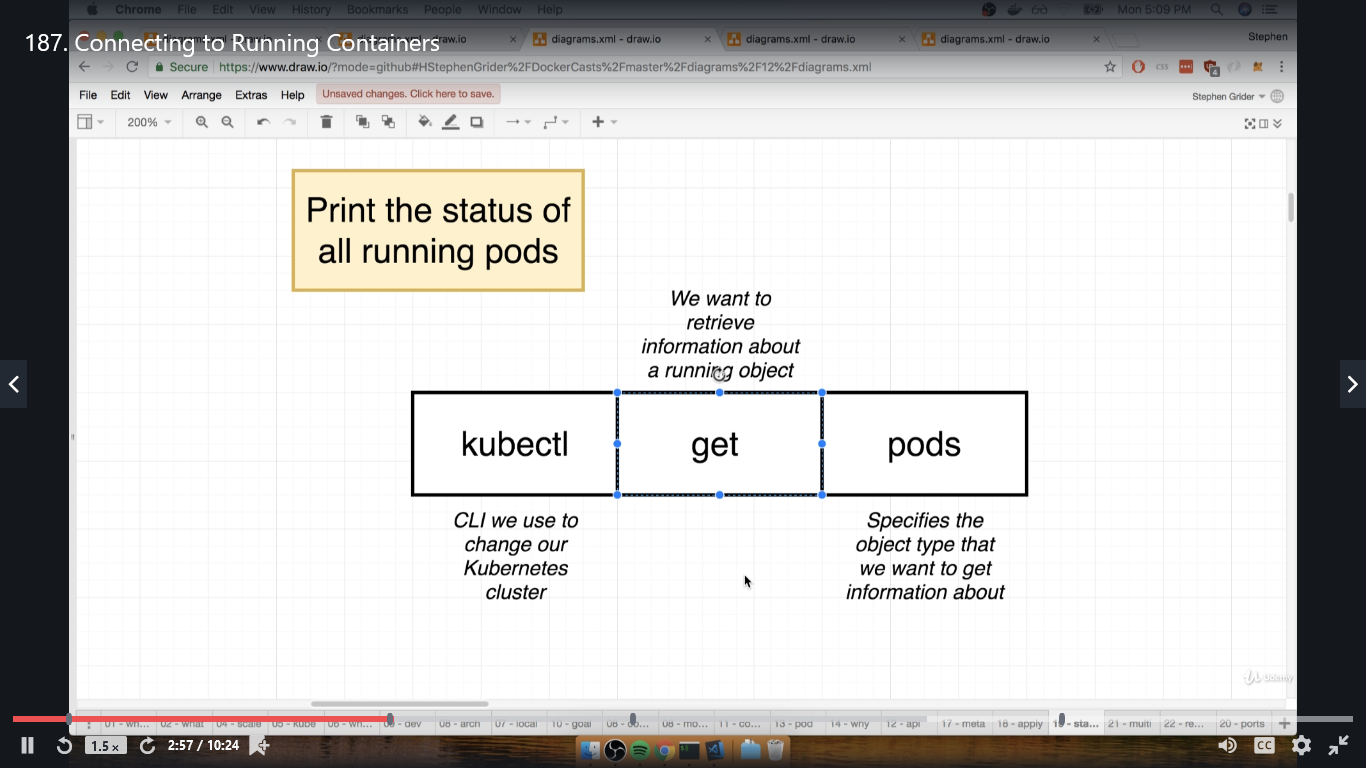 Chrome File Edit View History Bookmarks People Window Help Mon 5:09 PM
187. Connecting to Running Containers
diagrams.xml - draw.io diagrams.xml - draw.io diagrams.xml - draw.io Stephen
Secure https://www.draw.io/?mode=github#HStephenGrider%2FDockerCasts%2Fmaster%2Fdiagrams%2F12%2Fdiagrams.xml
File Edit View Arrange Extras Help Unsaved changes. Click here to save. Stephen Grider
200%
Print the status of
all running pods
We want to
retrieve
information about
a running object
kubectl get pods
CLI we use to
change our
Kubernetes
cluster
Specifies the
object type that
we want to get
information about
Udemy
01 - wh... 02 - what 04 - scale 05 - kube 06 - wh... - dev 08 - arch 07 - local 10 - goal 08 - mo... 11 - co... 13 - pod 14 - why 12 - api 17 - meta 18 - apply - sta... 21 - multi 22 - re... 20 - ports
1.5 x 2:57 / 10:24 CC